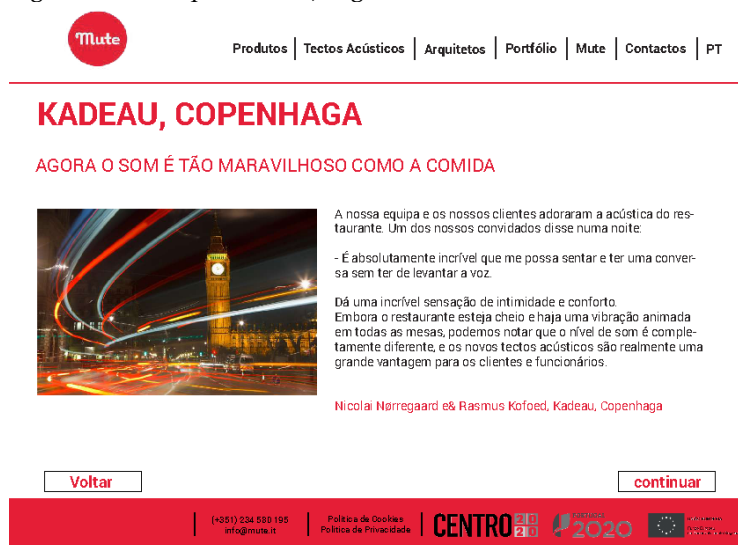 Mute
Produtos | Tectos Acústicos | Arquitetos | Portfólio | Mute | Contactos | PT
KADEAU, COPENHAGA
AGORA O SOM É TÃO MARAVILHOSO COMO A COMIDA
A nossa equipa e os nossos clientes adoraram a acústica do res-
taurante. Um dos nossos convidados disse numa noite:
- É absolutamente incrível que me possa sentar e ter uma conver-
sa sem ter de levantar a voz.
Dá uma incrível sensação de intimidade e conforto.
Embora o restaurante esteja cheio e haja uma vibração animada
em todas as mesas, podemos notar que o nível de som é comple-
tamente diferente, e os novos tectos acústicos são realmente uma
grande vantagem para os clientes e funcionários.
Nicolai Nørregaard e& Rasmus Kofoed, Kadeau, Copenhaga
Voltar
continuar
(+351) 234 588 195
info@mute.it
Politica de Cookies
Politica de Privacidade
CENTRO 20 20
2020